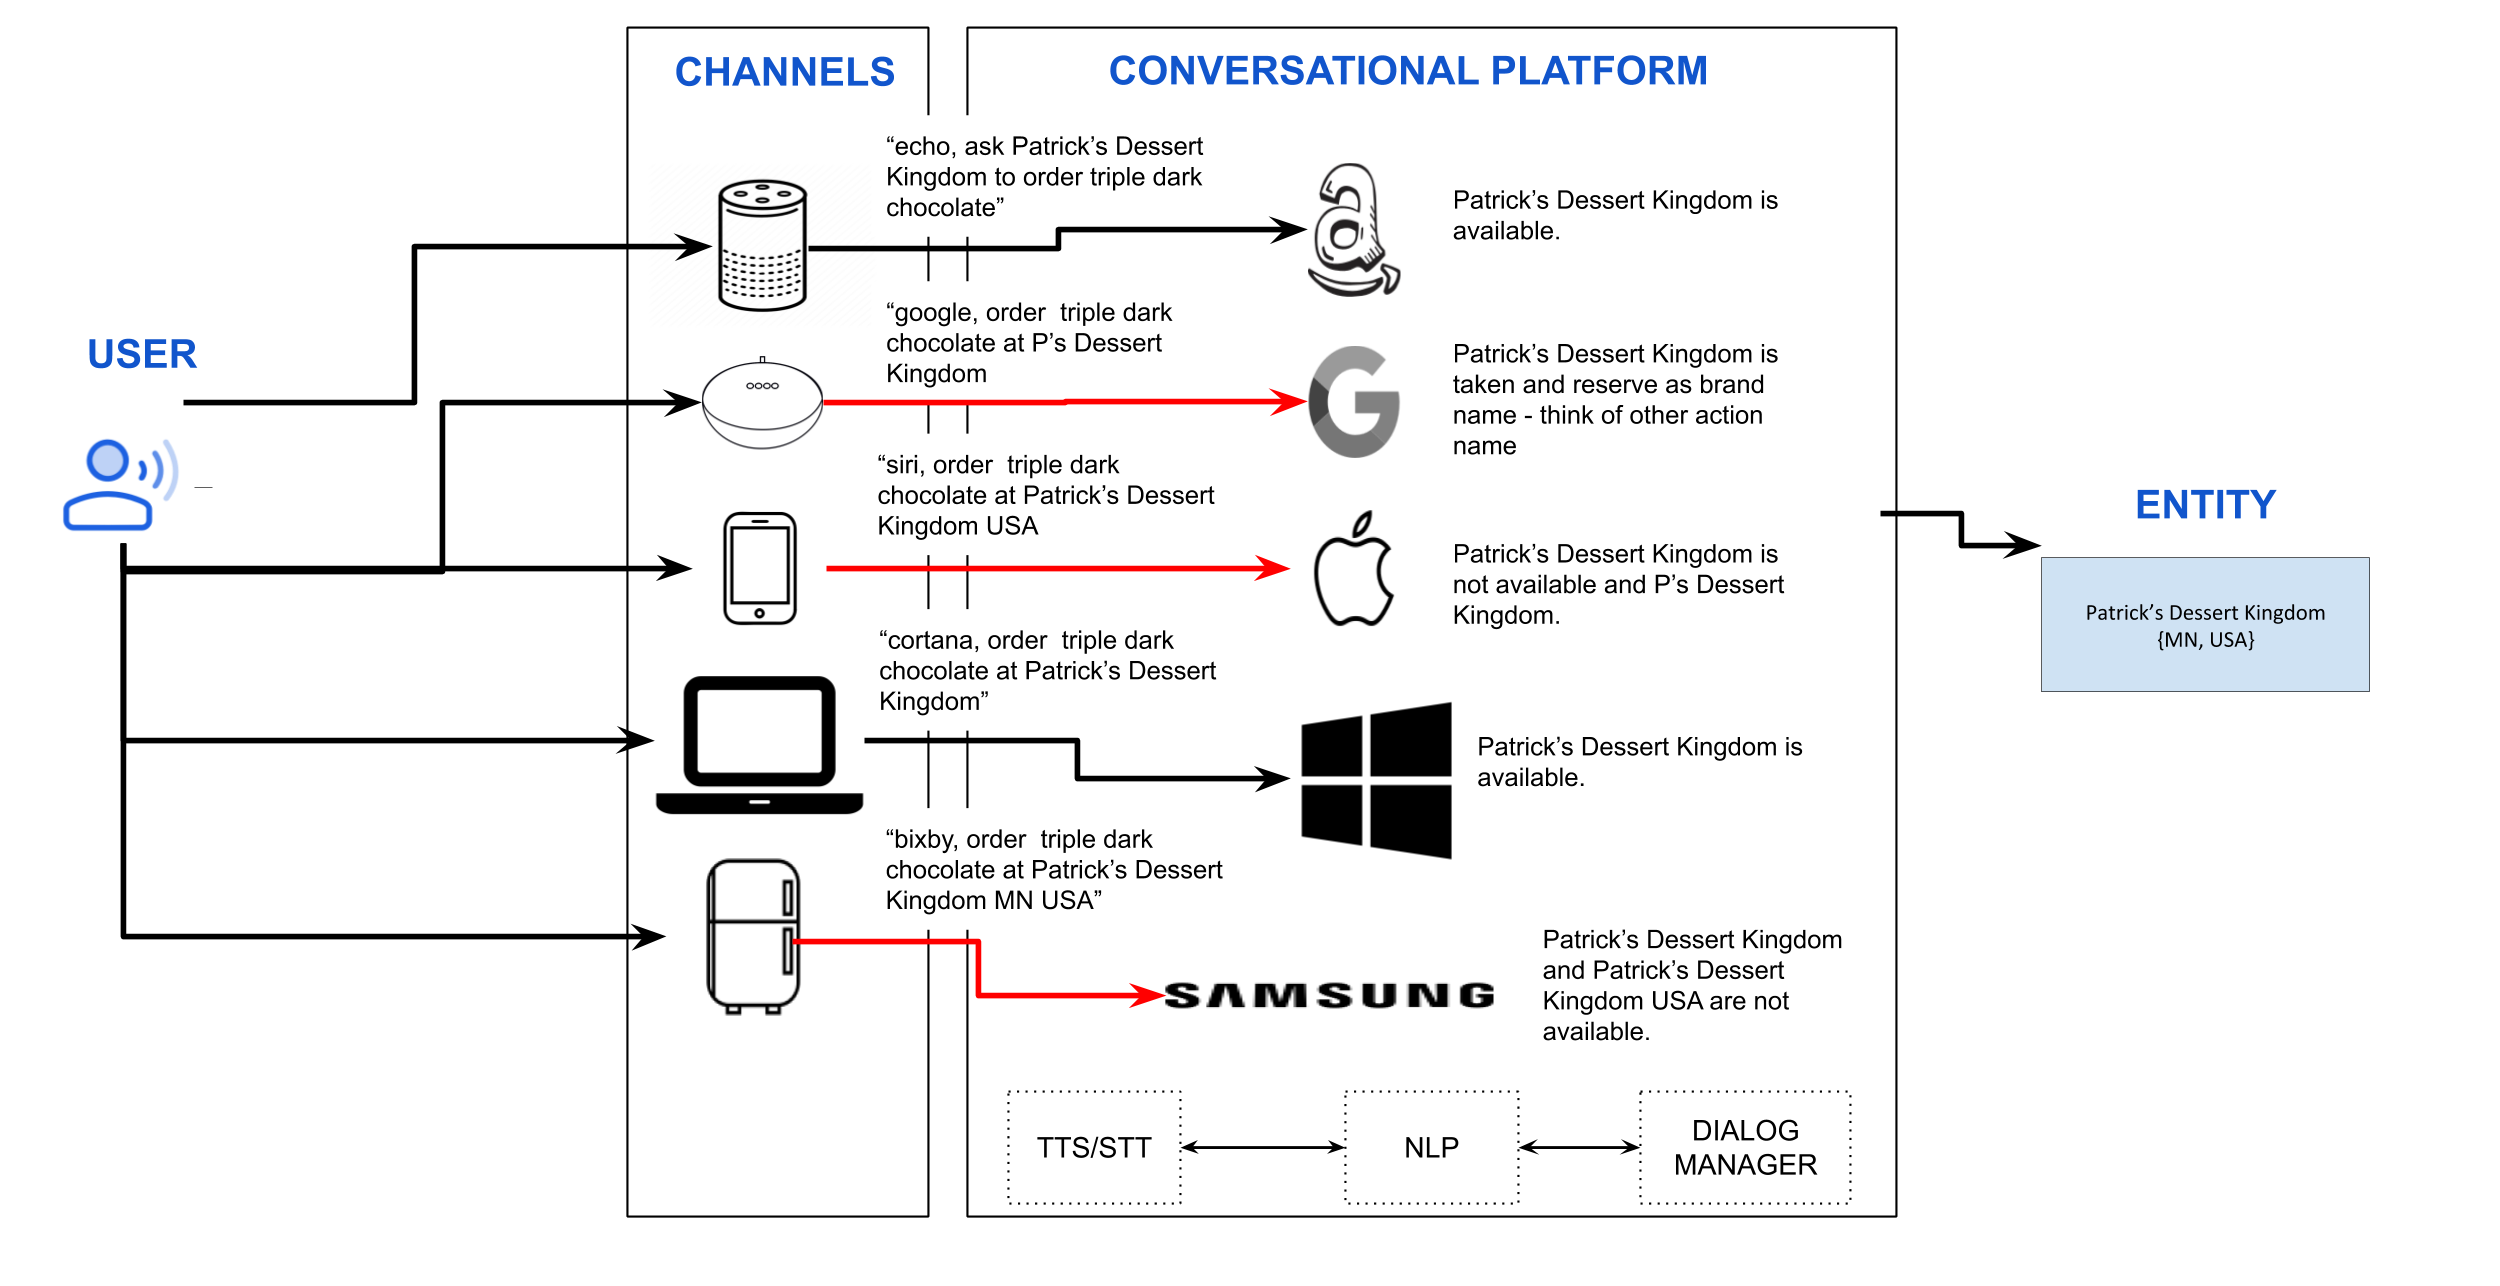 CHANNELS
CONVERSATIONAL PLATFORM
“echo, ask Patrick’s Dessert
Kingdom to order triple dark
chocolate”
Patrick’s Dessert Kingdom is
available.
USER
“google, order  triple dark
chocolate at P’s Dessert
Kingdom
G
Patrick’s Dessert Kingdom is
taken and reserve as brand
name - think of other action
name
“siri, order  triple dark
chocolate at Patrick’s Dessert
Kingdom USA
Patrick’s Dessert Kingdom is
not available and P’s Dessert
Kingdom.
ENTITY
Patrick’s Dessert Kingdom
{MN, USA}
“cortana, order  triple dark
chocolate at Patrick’s Dessert
Kingdom”
Patrick’s Dessert Kingdom is
available.
“bixby, order  triple dark
chocolate at Patrick’s Dessert
Kingdom MN USA”
SAMSUNG
Patrick’s Dessert Kingdom
and Patrick’s Dessert
Kingdom USA are not
available.
TTS/STT
NLP
DIALOG
MANAGER
a